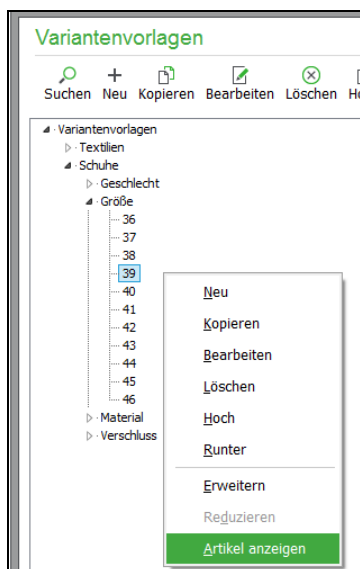 Variantenvorlagen
Suchen Neu Kopieren Bearbeiten Löschen
Variantenvorlagen
Textilien
Schuhe
Geschlecht
Größe
36
37
38
39
40
41
42
43
44
45
46
Material
Verschluss
Neu
Kopieren
Bearbeiten
Löschen
Hoch
Runter
Erweitern
Reduzieren
Artikel anzeigen